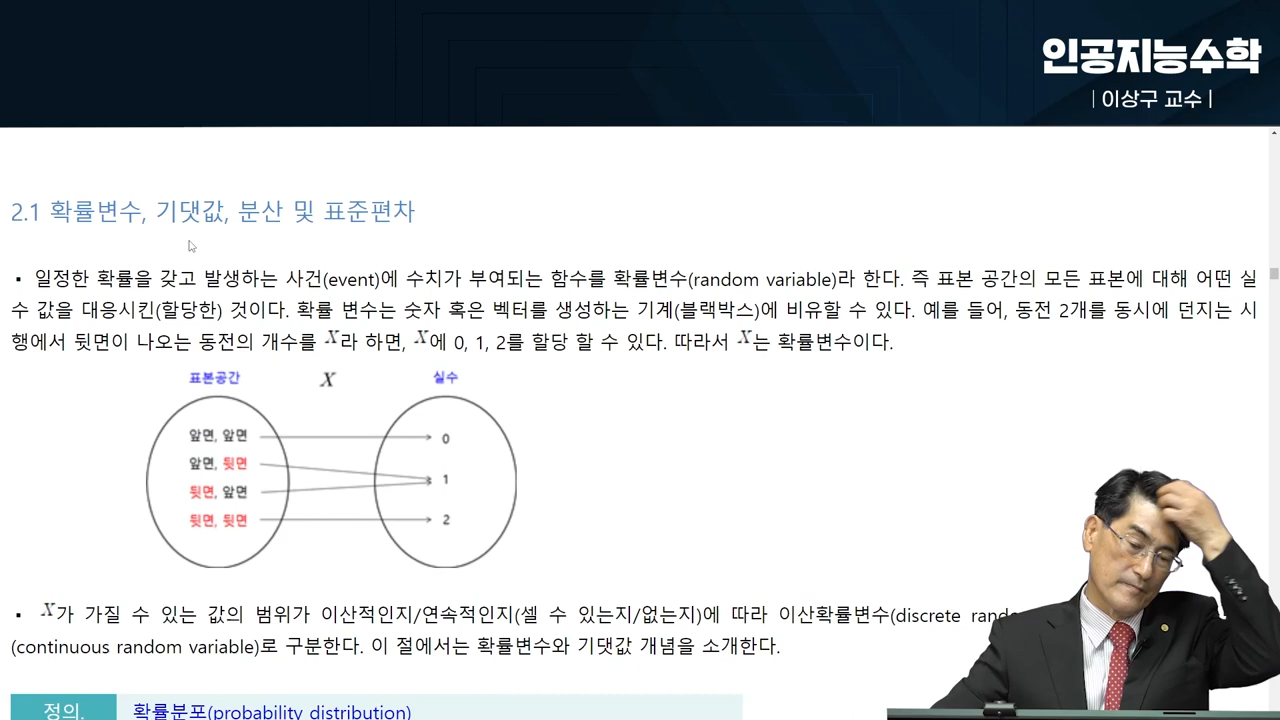 인공지능수학
| 이상구 교수 |
2.1 확률변수, 기댓값, 분산 및 표준편차
▪ 일정한 확률을 갖고 발생하는 사건(event)에 수치가 부여되는 함수를 확률변수(random variable)라 한다. 즉 표본 공간의 모든 표본에 대해 어떤 실
수 값을 대응시킨(할당한) 것이다. 확률 변수는 숫자 혹은 벡터를 생성하는 기계(블랙박스)에 비유할 수 있다. 예를 들어, 동전 2개를 동시에 던지는 시
행에서 뒷면이 나오는 동전의 개수를 X라 하면, X에 0, 1, 2를 할당 할 수 있다. 따라서 X는 확률변수이다.
표본공간 X 실수
앞면, 앞면 0
앞면, 뒷면
뒷면, 앞면 1
뒷면, 뒷면 2
▪ X가 가질 수 있는 값의 범위가 이산적인지/연속적인지(셀 수 있는지/없는지)에 따라 이산확률변수(discrete rand
(continuous random variable)로 구분한다. 이 절에서는 확률변수와 기댓값 개념을 소개한다.
정의. 확률분포(probability distribution)